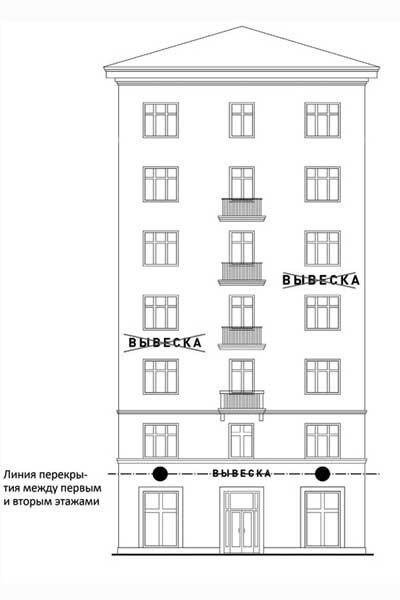 ВЫВЕСКА
ВЫВЕСКА
Линия перекры-
тия между первым
и вторым этажами
ВЫВЕСКА